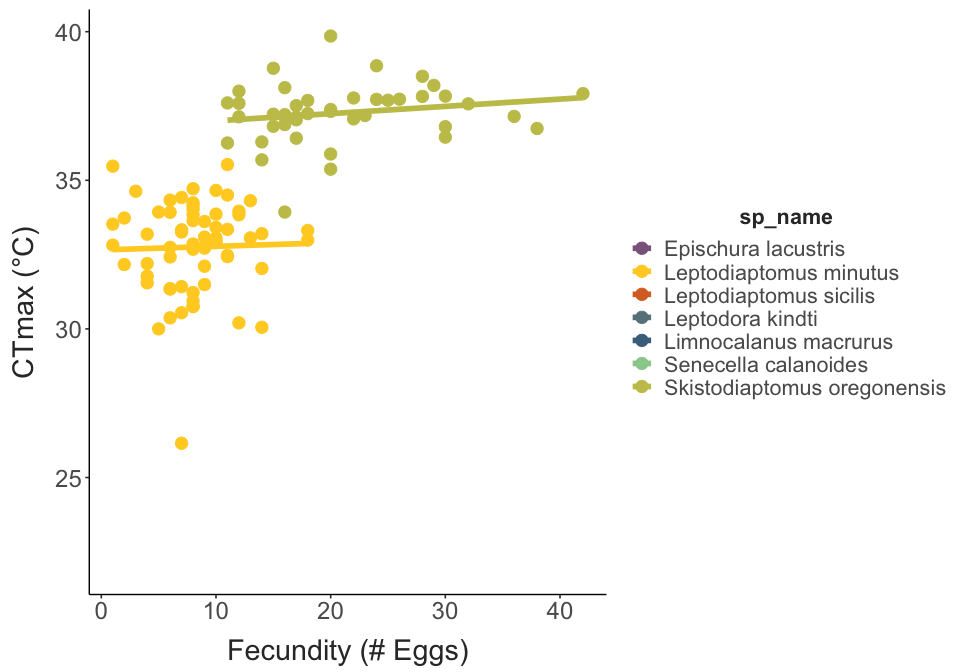 40
35
30
25
CTmax (°C)
0 10 20 30 40
Fecundity (# Eggs)
sp_name
Epischura lacustris
Leptodiaptomus minutus
Leptodiaptomus sicilis
Leptodora kindti
Limnocalanus macrurus
Senecella calanoides
Skistodiaptomus oregonensis